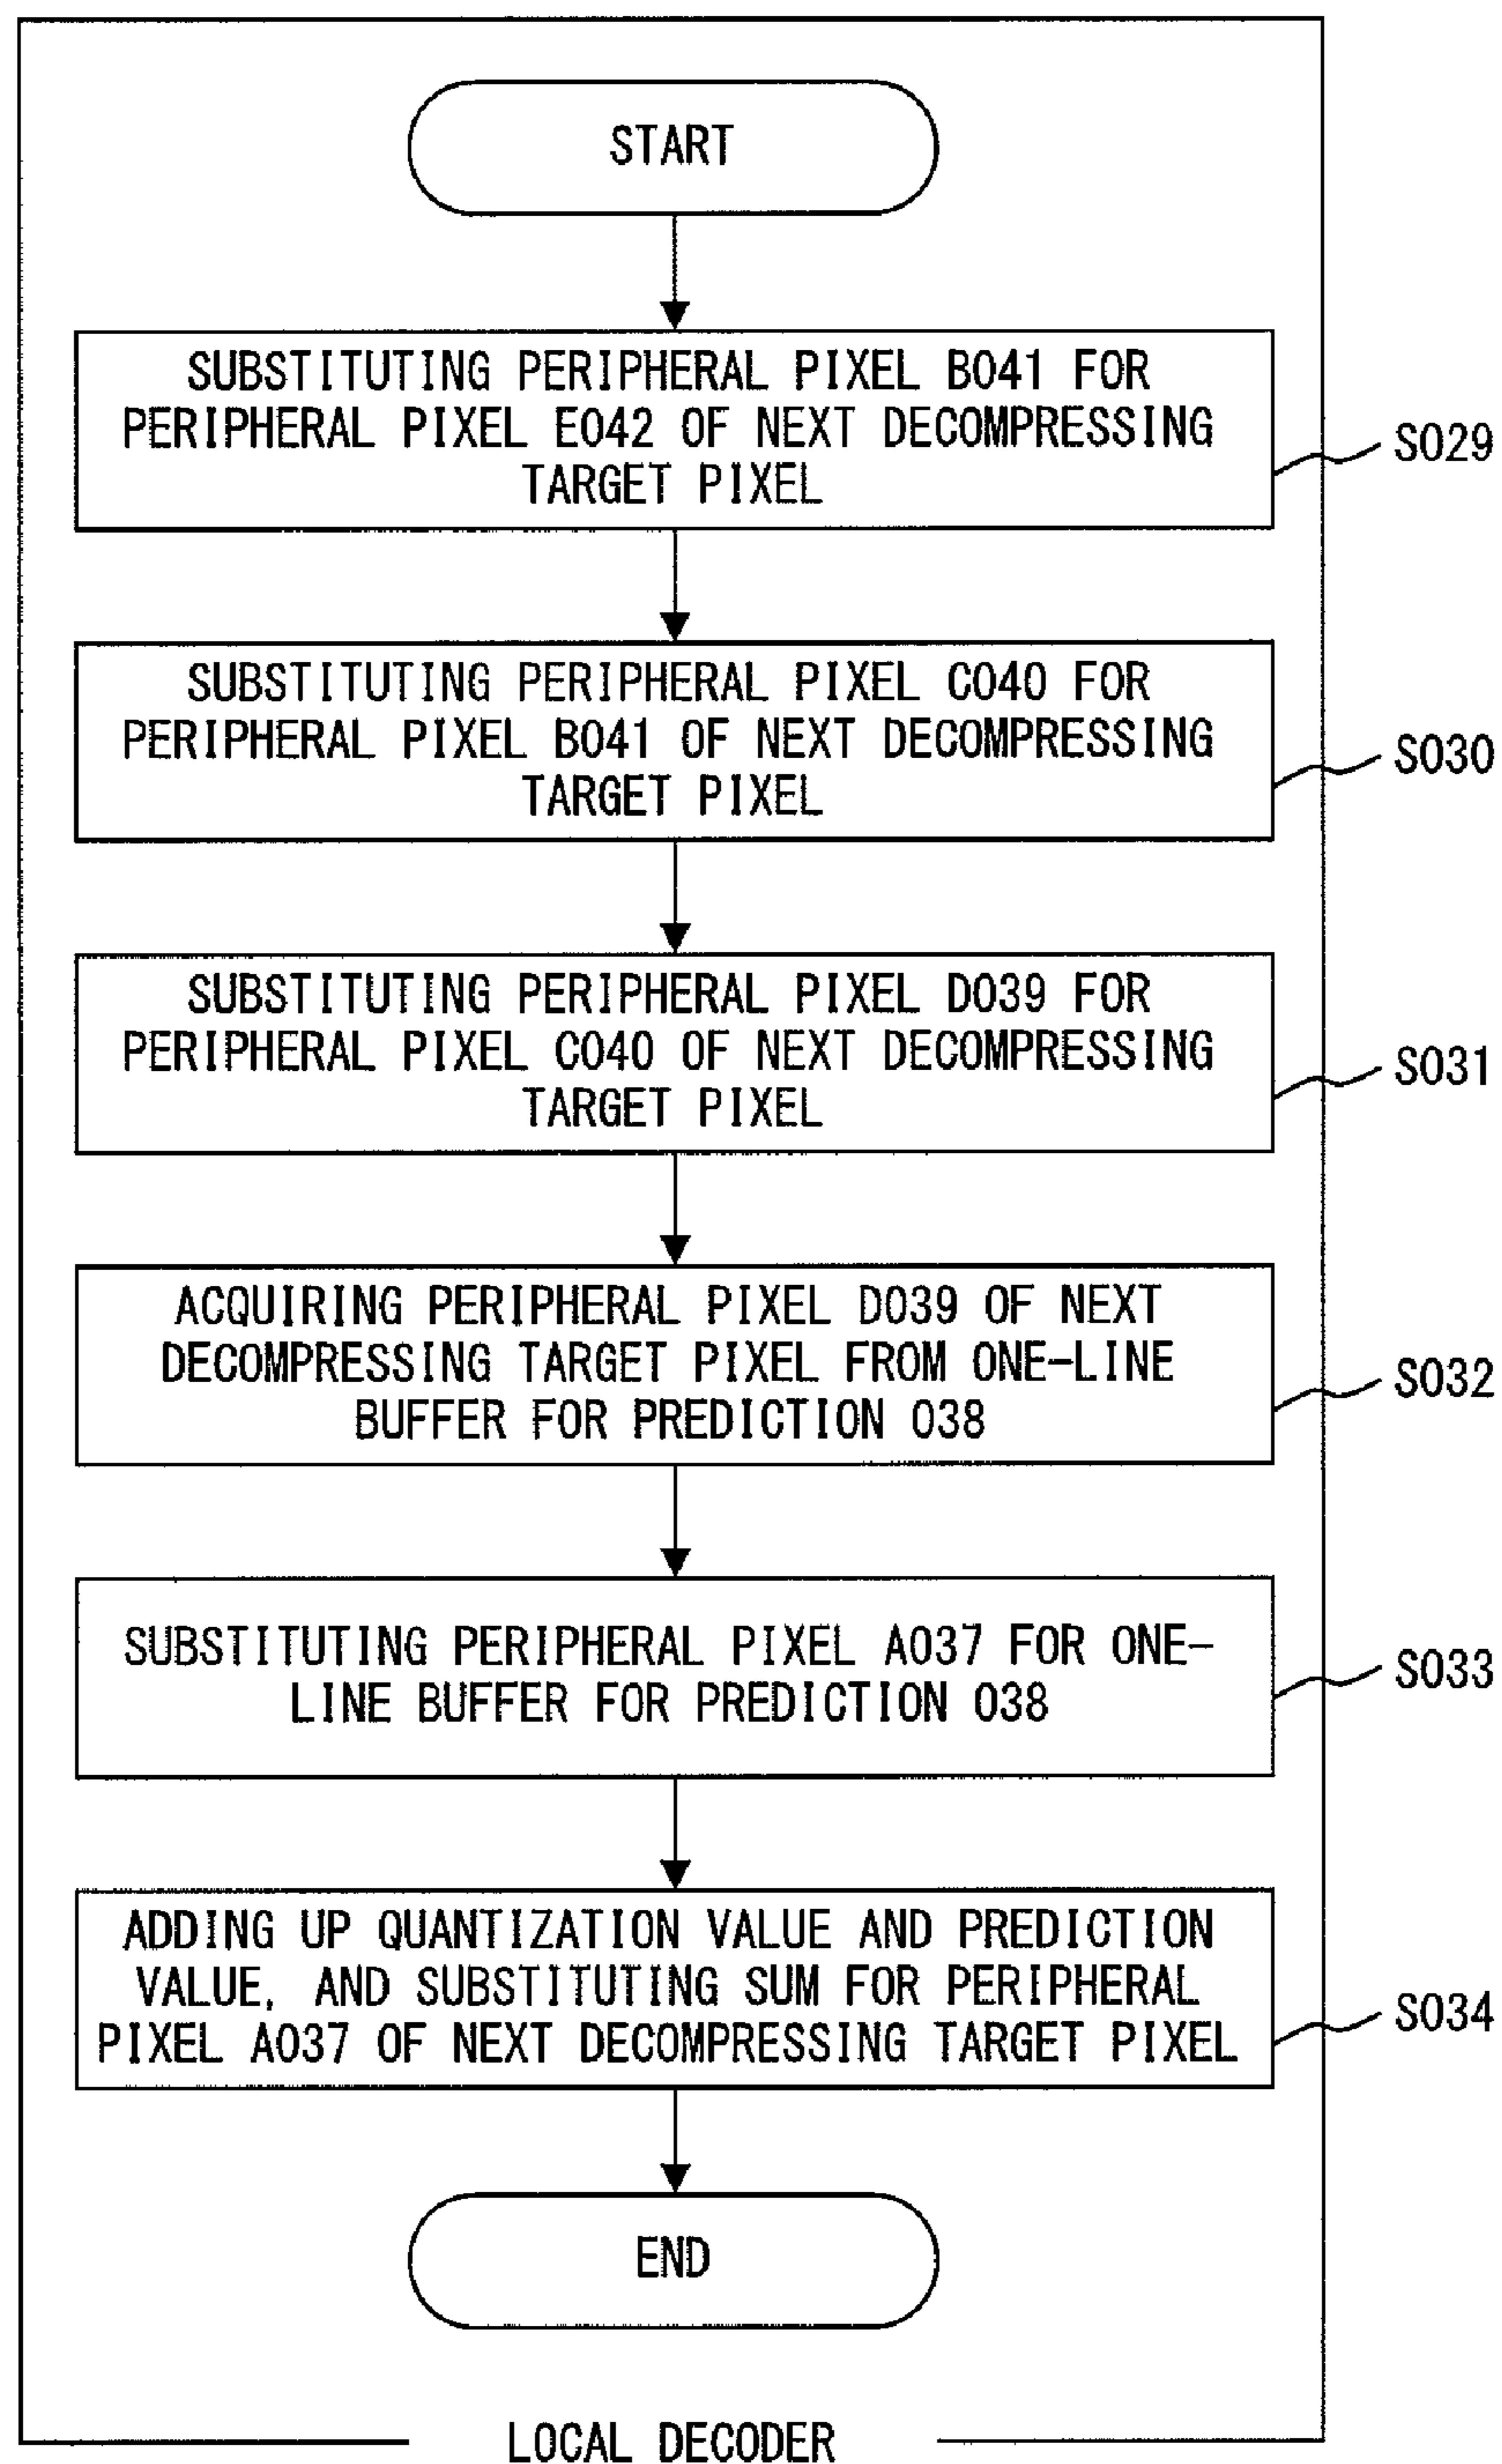 START
SUBSTITUTING PERIPHERAL PIXEL B041 FOR
PERIPHERAL PIXEL E042 OF NEXT DECOMPRESSING
TARGET PIXEL
S029
SUBSTITUTING PERIPHERAL PIXEL C040 FOR
PERIPHERAL PIXEL B041 OF NEXT DECOMPRESSING
TARGET PIXEL
S030
SUBSTITUTING PERIPHERAL PIXEL D039 FOR
PERIPHERAL PIXEL C040 OF NEXT DECOMPRESSING
TARGET PIXEL
S031
ACQUIRING PERIPHERAL PIXEL D039 OF NEXT
DECOMPRESSING TARGET PIXEL FROM ONE-LINE
BUFFER FOR PREDICTION 038
S032
SUBSTITUTING PERIPHERAL PIXEL A037 FOR ONE-
LINE BUFFER FOR PREDICTION 038
S033
ADDING UP QUANTIZATION VALUE AND PREDICTION
VALUE, AND SUBSTITUTING SUM FOR PERIPHERAL
PIXEL A037 OF NEXT DECOMPRESSING TARGET PIXEL
S034
END
LOCAL DECODER